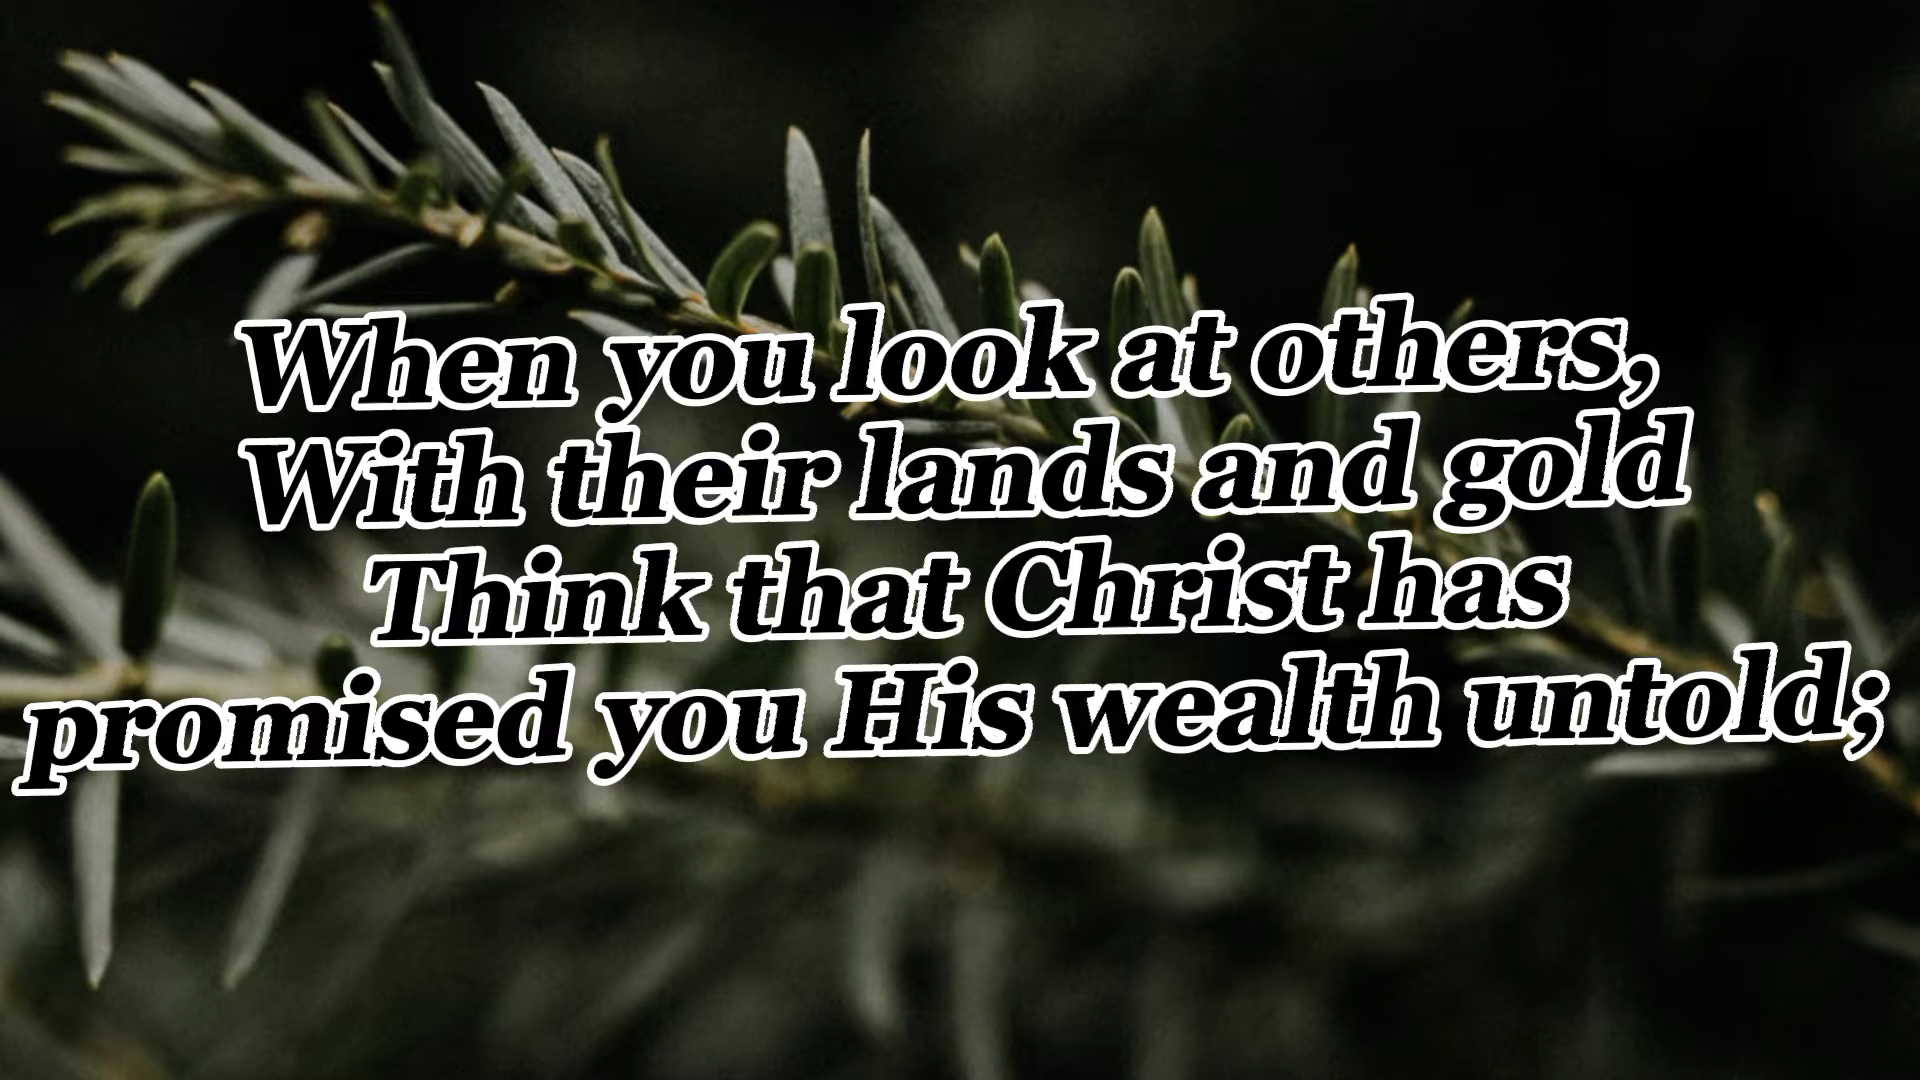 When you look at others,
With their lands and gold
Think that Christ has
promised you His wealth untold;